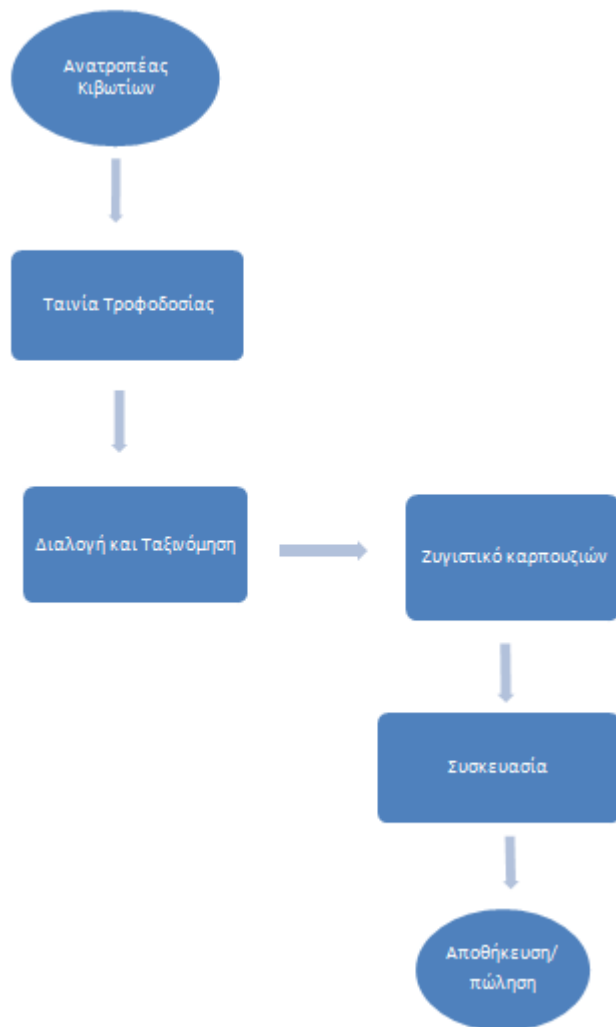 Ανατροπέας
Κιβωτίων
Ταινία Τροφοδοσίας
Διαλογή και Ταξινόμηση
Ζυγιστικό καρπουζιών
Συσκευασία
Αποθήκευση/
πώληση